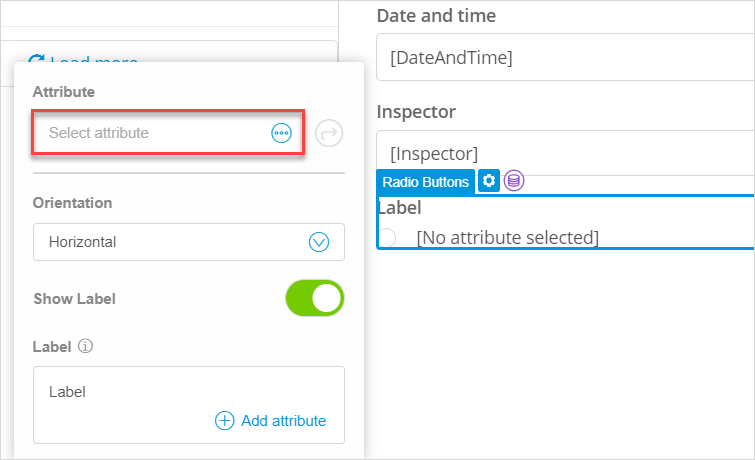 Load more
Attribute
Select attribute
Orientation
Horizontal
Show Label
Label
Label
Add attribute
Date and time
[DateAndTime]
Inspector
[Inspector]
Radio Buttons
Label
[No attribute selected]